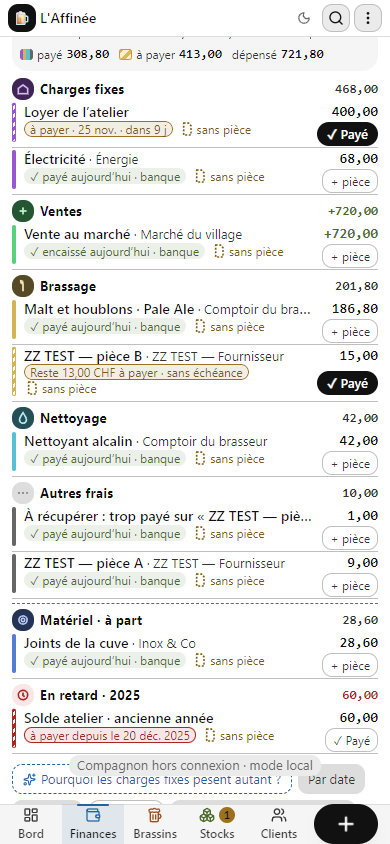 L'Affinée
payé 308,80 à payer 413,00 dépensé 721,80
Charges fixes 468,00
Loyer de l'atelier 400,00
à payer · 25 nov. · dans 9 j sans pièce ✓ Payé
Électricité · Énergie 68,00
✓ payé aujourd'hui · banque sans pièce + pièce
Ventes +720,00
Vente au marché · Marché du village +720,00
✓ encaissé aujourd'hui · banque sans pièce + pièce
Brassage 201,80
Malt et houblons · Pale Ale · Comptoir du bra... 186,80
✓ payé aujourd'hui · banque sans pièce + pièce
ZZ TEST — pièce B · ZZ TEST — Fournisseur 15,00
Reste 13,00 CHF à payer · sans échéance ✓ Payé
sans pièce
Nettoyage 42,00
Nettoyant alcalin · Comptoir du brasseur 42,00
✓ payé aujourd'hui · banque sans pièce + pièce
Autres frais 10,00
À récupérer : trop payé sur « ZZ TEST — piè... 1,00
✓ payé aujourd'hui · banque sans pièce + pièce
ZZ TEST — pièce A · ZZ TEST — Fournisseur 9,00
✓ payé aujourd'hui · banque sans pièce + pièce
Matériel · à part 28,60
Joints de la cuve · Inox & Co 28,60
✓ payé aujourd'hui · banque sans pièce + pièce
En retard · 2025 60,00
Solde atelier · ancienne année 60,00
à payer depuis le 20 déc. 2025 sans pièce ✓ Payé
Compagnon hors connexion · mode local
Pourquoi les charges fixes pèsent autant ? Par date
1
Bord Finances Brassins Stocks Clients +